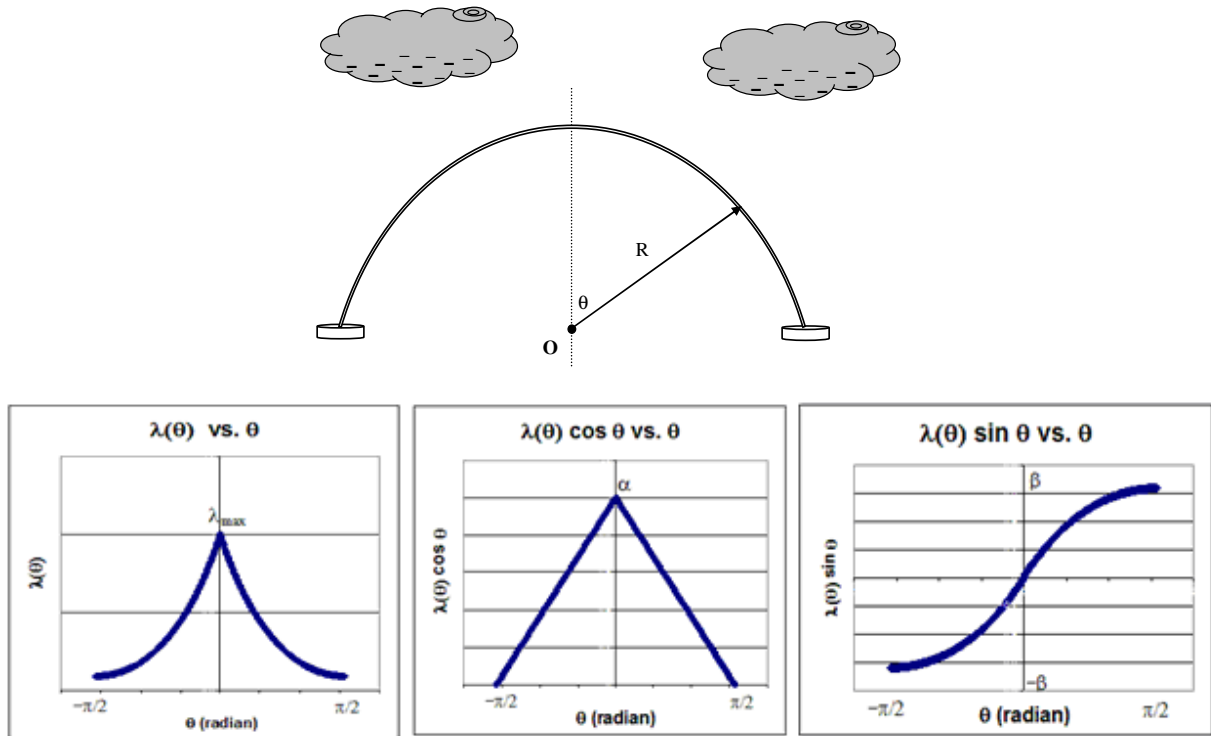 R
θ
O
λ(θ) vs. θ
λmax
λ(θ)
−π/2
π/2
θ (radian)
λ(θ) cos θ vs. θ
α
λ(θ) cos θ
−π/2
π/2
θ (radian)
λ(θ) sin θ vs. θ
β
λ(θ) sin θ
−β
−π/2
π/2
θ (radian)